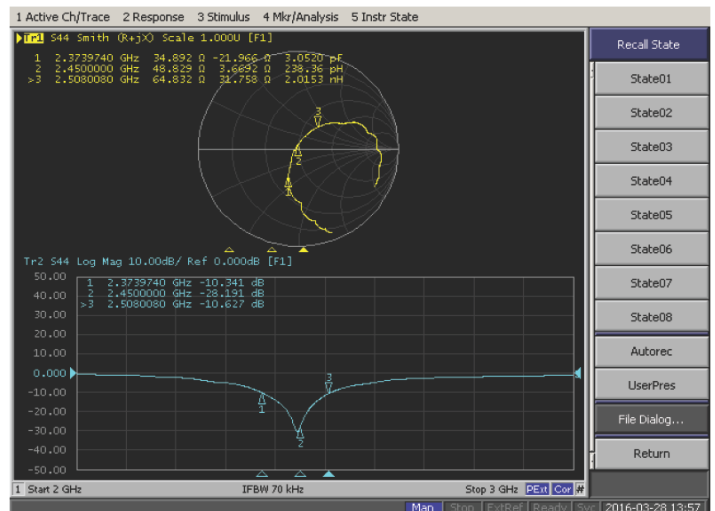 1 Active Ch/Trace 2 Response 3 Stimulus 4 Mkr/Analysis 5 Instr State
Tr1 S44 Smith (R+jX) Scale 1.000U [F1]
1 2.3739740 GHz 34.892 Ω -21.966 Ω 3.0520 pF
2 2.4500000 GHz 48.829 Ω 3.6692 Ω 238.36 pH
>3 2.5080080 GHz 64.832 Ω 31.758 Ω 2.0153 nH
3
2
1
Tr2 S44 Log Mag 10.00dB/ Ref 0.000dB [F1]
50.00
40.00
30.00
20.00
10.00
0.000
-10.00
-20.00
-30.00
-40.00
-50.00
1 2.3739740 GHz -10.341 dB
2 2.4500000 GHz -28.191 dB
>3 2.5080080 GHz -10.627 dB
3
1
2
1 Start 2 GHz IFBW 70 kHz Stop 3 GHz PExt Cor #
Man Stop ExtRef Ready Svc 2016-03-28 13:57
Recall State
State01
State02
State03
State04
State05
State06
State07
State08
Autorec
UserPres
File Dialog...
Return